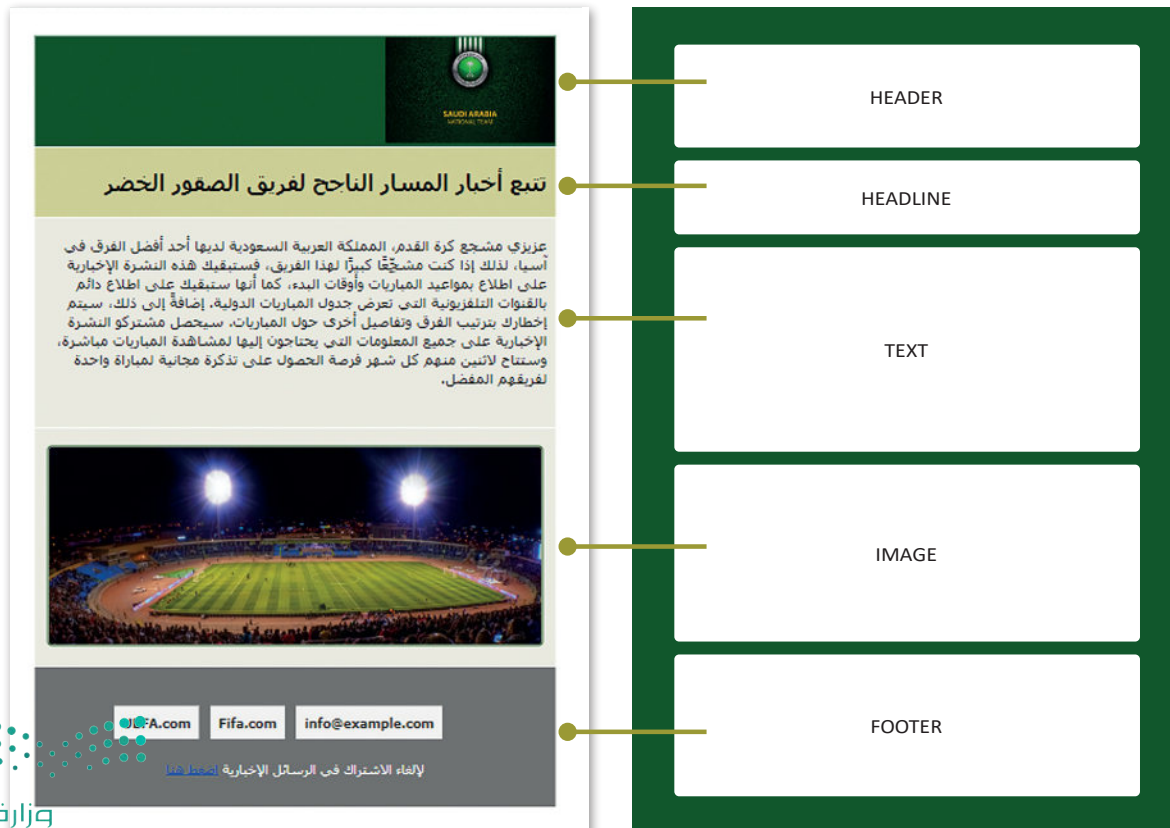 SAUDI ARABIA
NATIONAL TEAM
تتبع أخبار المسار الناجح لفريق الصقور الخضر
عزيزي مشجع كرة القدم، المملكة العربية السعودية لديها أحد أفضل الفرق في
آسيا، لذلك إذا كنت مشجّعًا كبيرًا لهذا الفريق، فستبقيك هذه النشرة الإخبارية
على اطلاع بمواعيد المباريات وأوقات البدء، كما أنها ستبقيك على اطلاع دائم
بالقنوات التلفزيونية التي تعرض جدول المباريات الدولية. إضافةً إلى ذلك، سيتم
إخطارك بترتيب الفرق وتفاصيل أخرى حول المباريات. سيحصل مشتركو النشرة
الإخبارية على جميع المعلومات التي يحتاجون إليها لمشاهدة المباريات مباشرة،
وستتاح لاثنين منهم كل شهر فرصة الحصول على تذكرة مجانية لمباراة واحدة
لفريقهم المفضل.
UEFA.com Fifa.com info@example.com
لإلغاء الاشتراك في الرسائل الإخبارية اضغط هنا
HEADER
HEADLINE
TEXT
IMAGE
FOOTER